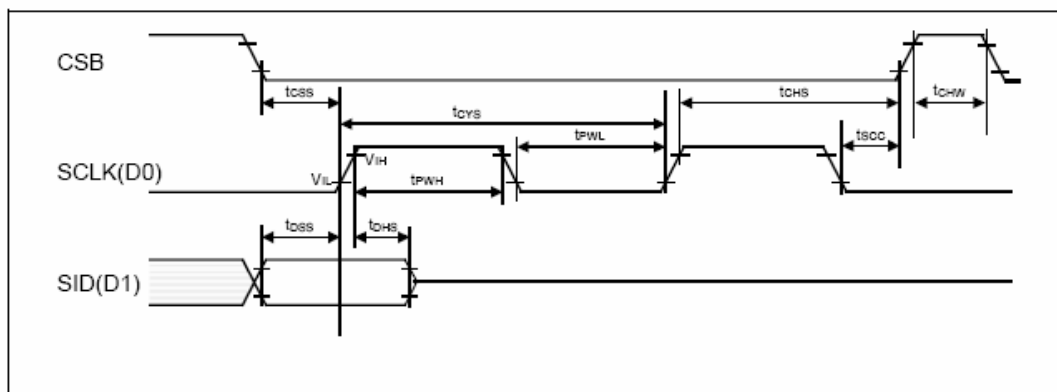 CSB
tCSS
tCYS
tCHS
tCHW
tPWL
tSCC
SCLK(D0)
VIL
VIH
tPWH
tDSS
tDHS
SID(D1)